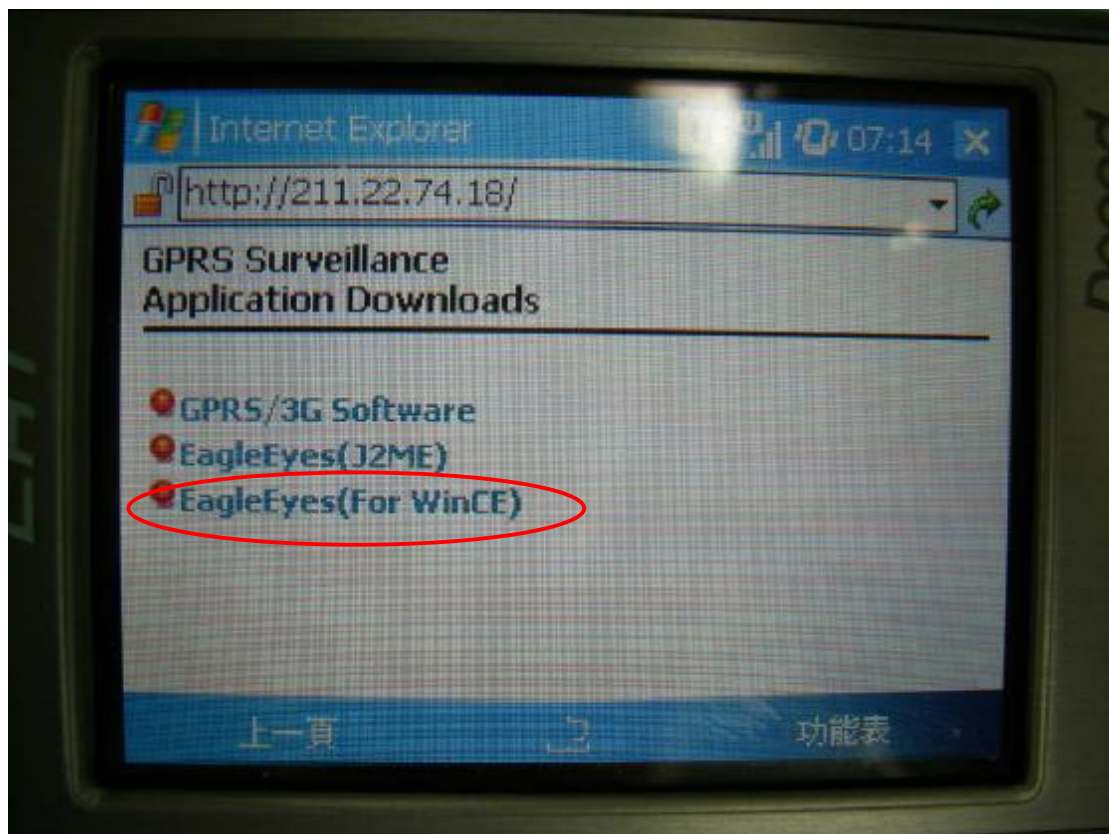 Internet Explorer 07:14
http://211.22.74.18/
GPRS Surveillance
Application Downloads
GPRS/3G Software
EagleEyes(J2ME)
EagleEyes(For WinCE)
上一頁 功能表